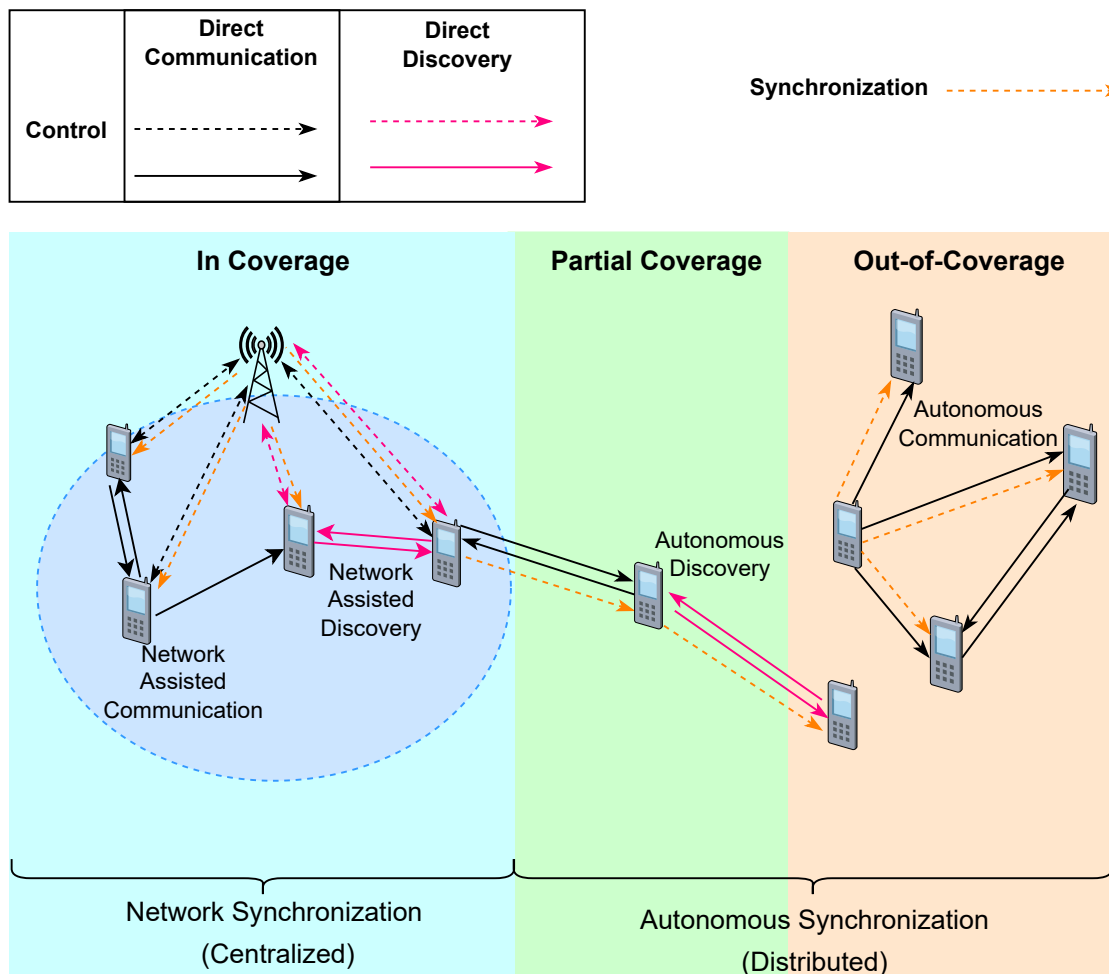 Direct
Communication
Direct
Discovery
Control
Synchronization
In Coverage
Partial Coverage
Out-of-Coverage
Autonomous
Communication
Autonomous
Discovery
Network
Assisted
Discovery
Network
Assisted
Communication
Network Synchronization
(Centralized)
Autonomous Synchronization
(Distributed)